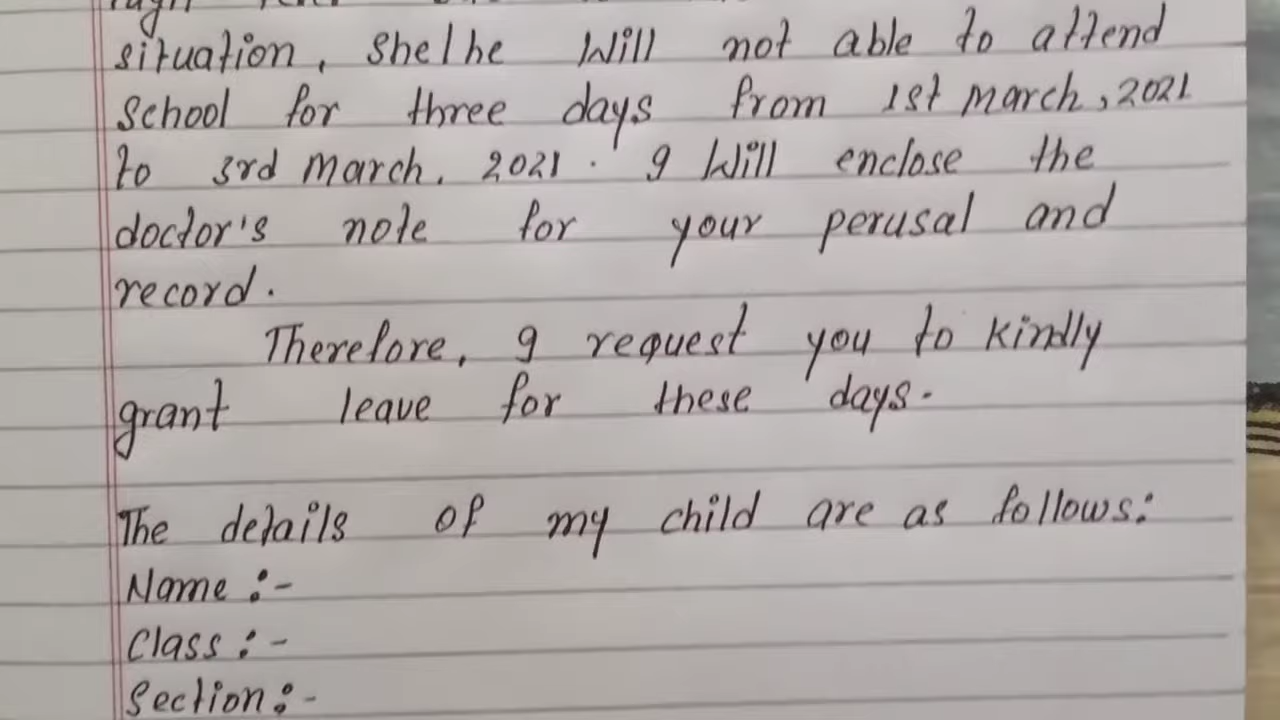 situation, she/he will not able to attend
school for three days from 1st march, 2021
to 3rd march, 2021. I will enclose the
doctor's note for your perusal and
record.
Therefore, I request you to kindly
grant leave for these days.
The details of my child are as follows:
Name :-
Class : -
Section : -